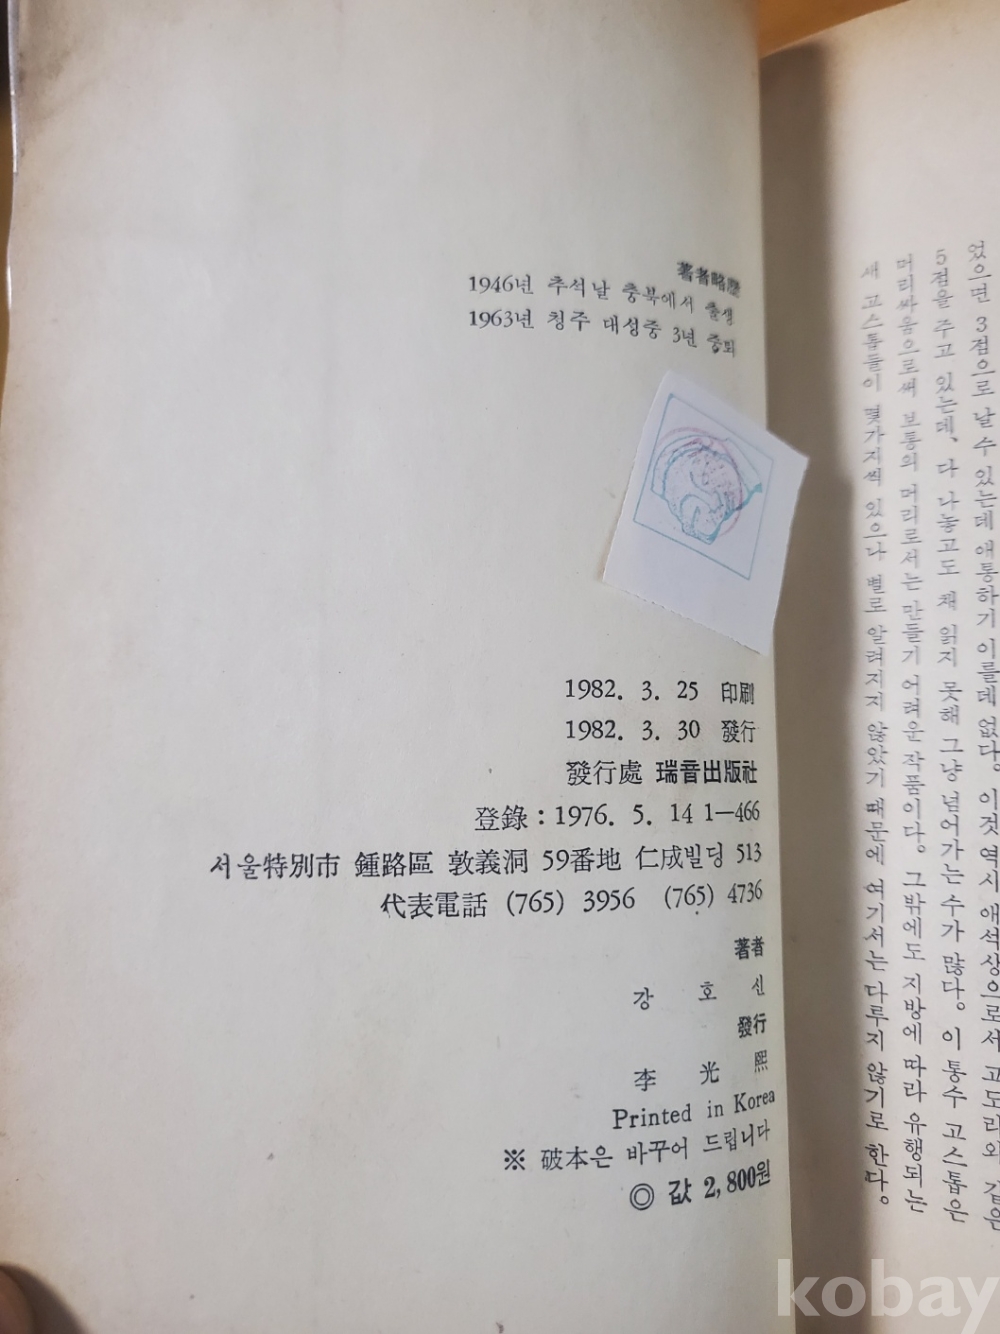 著者略歷
1946년 추석날 충북에서 출생
1963년 청주 대성중 3년 중퇴
1982. 3. 25 印刷
1982. 3. 30 發行
發行處 瑞音出版社
登錄 : 1976. 5. 14 1—466
서울特別市 鍾路區 敦義洞 59番地 仁成빌딩 513
代表電話 (765) 3956 (765) 4736
著者
강 호 신
發行
李 光 熙
Printed in Korea
※ 破本은 바꾸어 드립니다
◎ 값 2,800원
었으면 3점으로 날 수 있는데 애통하기 이를데 없다. 이것 역시 애석상으로서 고도리와 같은
5점을 주고 있는데, 다 나놓고도 채 읽지 못해 그냥 넘어가는 수가 많다. 이 통수 고스톱은
머리싸움으로써 보통의 머리로서는 만들기 어려운 작품이다. 그밖에도 지방에 따라 유행되는
새 고스톱들이 몇가지씩 있으나 별로 알려지지 않았기 때문에 여기서는 다루지 않기로 한다.
kobay